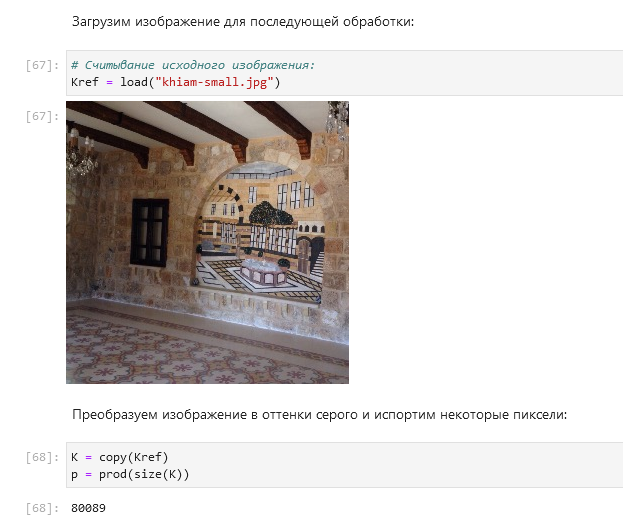 Загрузим изображение для последующей обработки:
[67]: # Считывание исходного изображения:
Kref = load("khiam-small.jpg")
[67]:
Преобразуем изображение в оттенки серого и испортим некоторые пиксели:
[68]: K = copy(Kref)
p = prod(size(K))
[68]: 80089